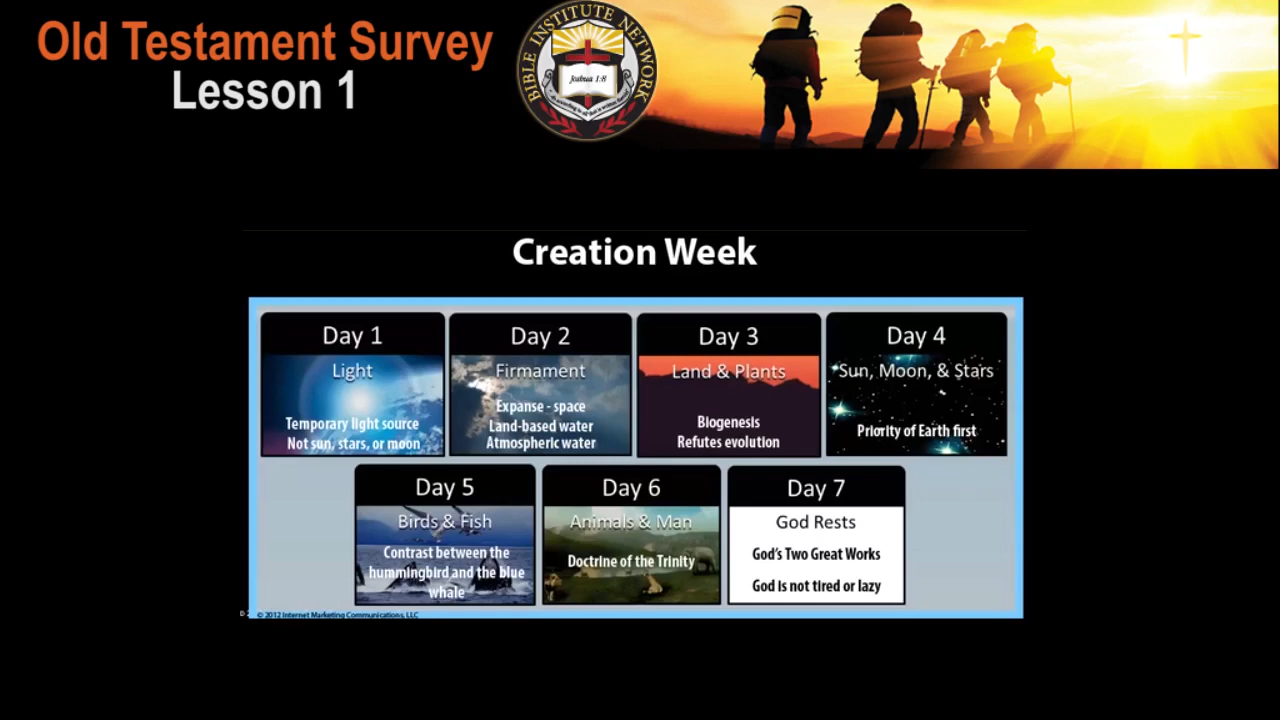 Old Testament Survey
Lesson 1
BIBLE INSTITUTE NETWORK
Joshua 1:8
Creation Week
Day 1
Light
Temporary light source
Not sun, stars, or moon
Day 2
Firmament
Expanse - space
Land-based water
Atmospheric water
Day 3
Land & Plants
Biogenesis
Refutes evolution
Day 4
Sun, Moon, & Stars
Priority of Earth first
Day 5
Birds & Fish
Contrast between the
hummingbird and the blue
whale
Day 6
Animals & Man
Doctrine of the Trinity
Day 7
God Rests
God's Two Great Works
God is not tired or lazy
© 2012 Internet Marketing Communications, LLC